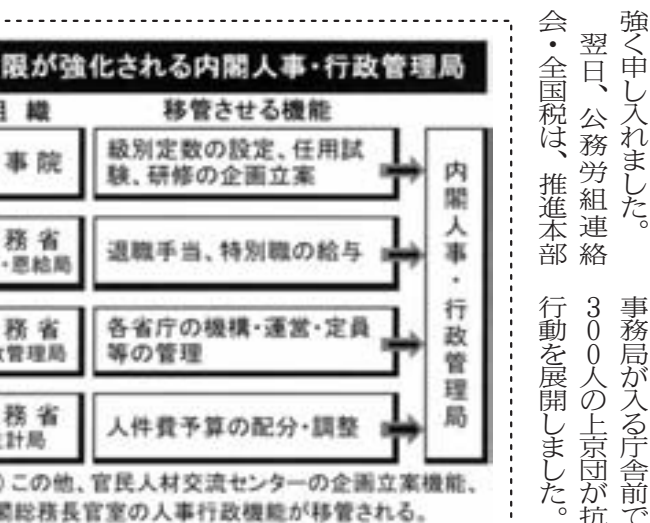 強く申し入れました。
翌日、公務労組連絡
会・全国税は、推進本部
事務局が入る庁舎前で
300人の上京団が抗
行動を展開しました。
限が強化される内閣人事・行政管理局
組織
移管させる機能
事院
級別定数の設定、任用試
験、研修の企画立案
務省
・恩給局
退職手当、特別職の給与
務省
政管理局
各省庁の機構・運営・定員
等の管理
務省
主計局
人件費予算の配分・調整
内閣人事・行政管理局
)この他、官民人材交流センターの企画立案機能、
閣総務長官室の人事行政機能が移管される。